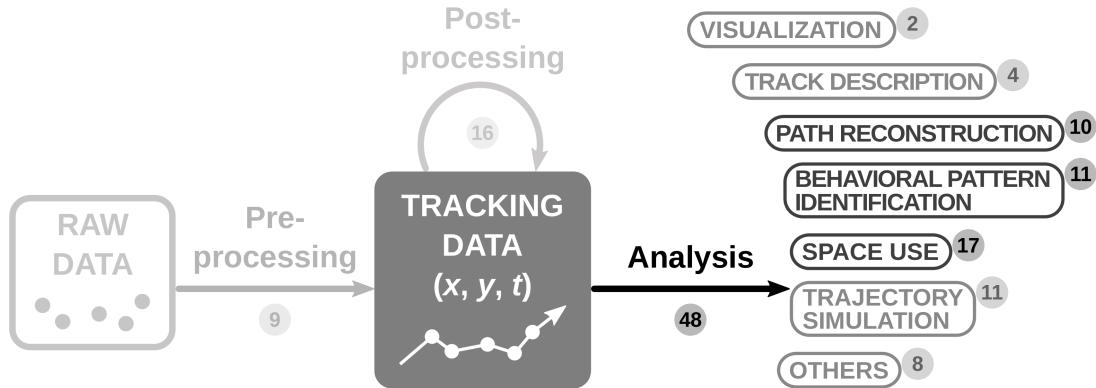 RAW
DATA
Pre-
processing
9
Post-
processing
16
TRACKING
DATA
(x, y, t)
Analysis
48
VISUALIZATION 2
TRACK DESCRIPTION 4
PATH RECONSTRUCTION 10
BEHAVIORAL PATTERN 11
IDENTIFICATION
SPACE USE 17
TRAJECTORY 11
SIMULATION
OTHERS 8